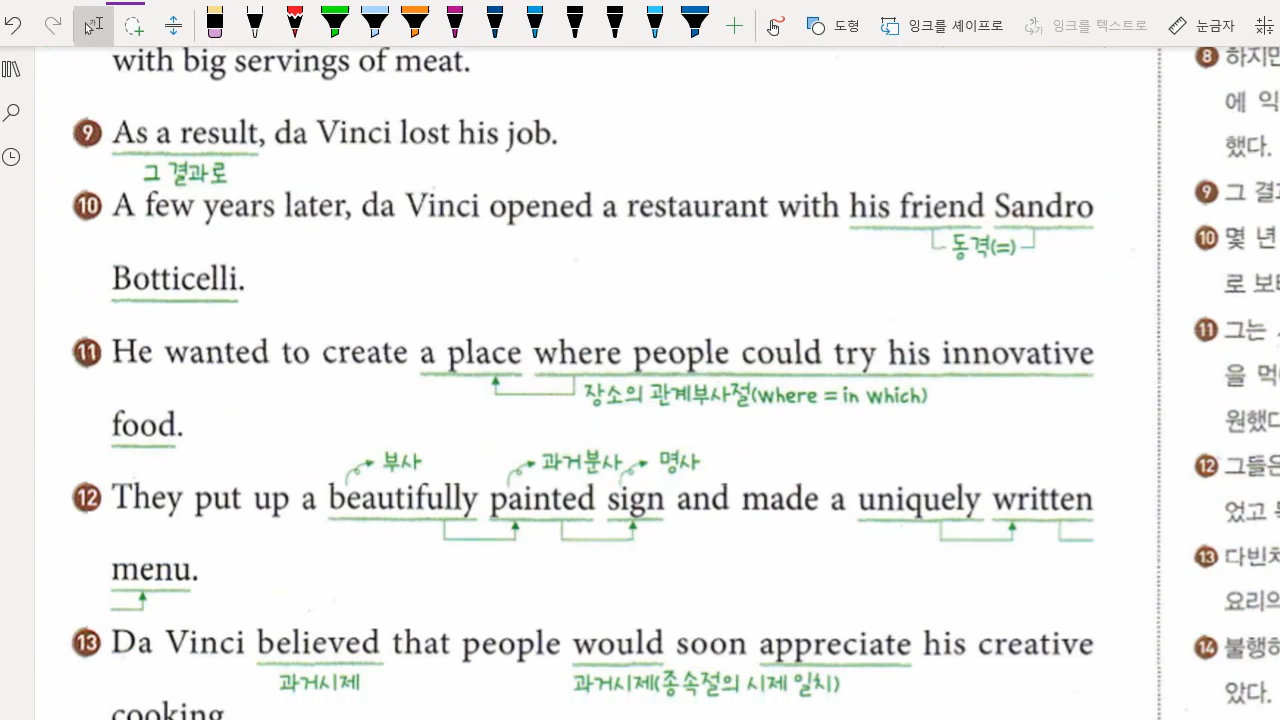 도형
잉크를 셰이프로
잉크를 텍스트로
눈금자
with big servings of meat.
9 As a result, da Vinci lost his job.
그 결과로
10 A few years later, da Vinci opened a restaurant with his friend Sandro
동격(=)
Botticelli.
11 He wanted to create a place where people could try his innovative
장소의 관계부사절(where = in which)
food.
부사 과거분사 명사
12 They put up a beautifully painted sign and made a uniquely written
menu.
13 Da Vinci believed that people would soon appreciate his creative
과거시제 과거시제(종속절의 시제 일치)
cooking
8 하지만
에 익
했다.
9 그 결과
10 몇 년
로 보티
11 그는
을 먹
원했다
12 그들은
었고
13 다빈치
요리의
14 불행하
았다.